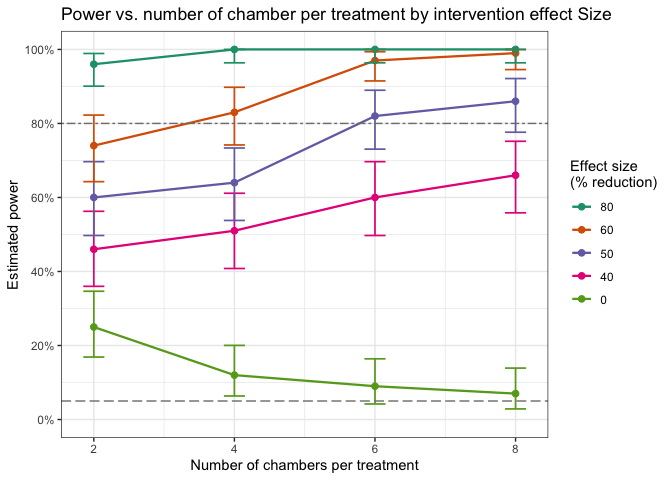 Power vs. number of chamber per treatment by intervention effect Size
100%
80%
60%
40%
20%
0%
Estimated power
2 4 6 8
Number of chambers per treatment
Effect size
(% reduction)
80
60
50
40
0